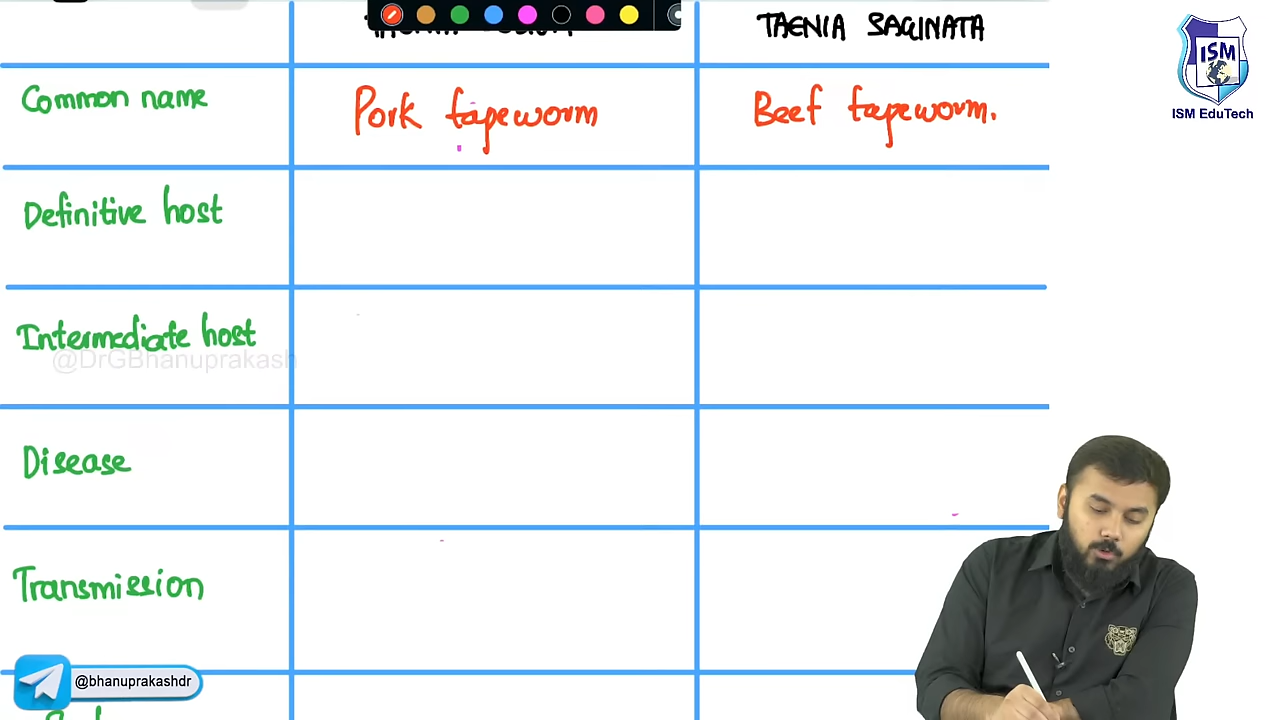 TAENIA SAGINATA
ISM
ISM EduTech
Common name
Pork tapeworm
Beef tapeworm.
Definitive host
Intermediate host
@DrGBhanuprakash
Disease
Transmission
@bhanuprakashdr